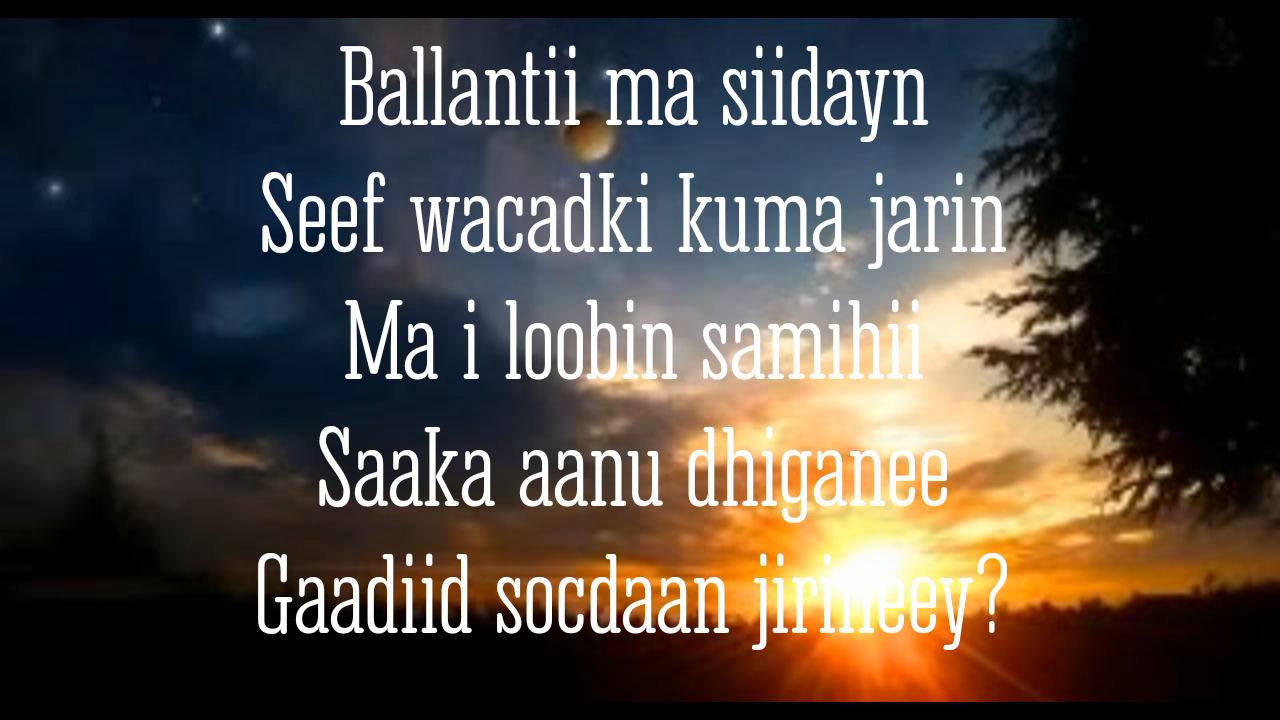 Ballantii ma siidayn
Seef wacadki kuma jarin
Ma i loobin samihii
Saaka aanu dhiganee
Gaadiid socdaan jirineey?